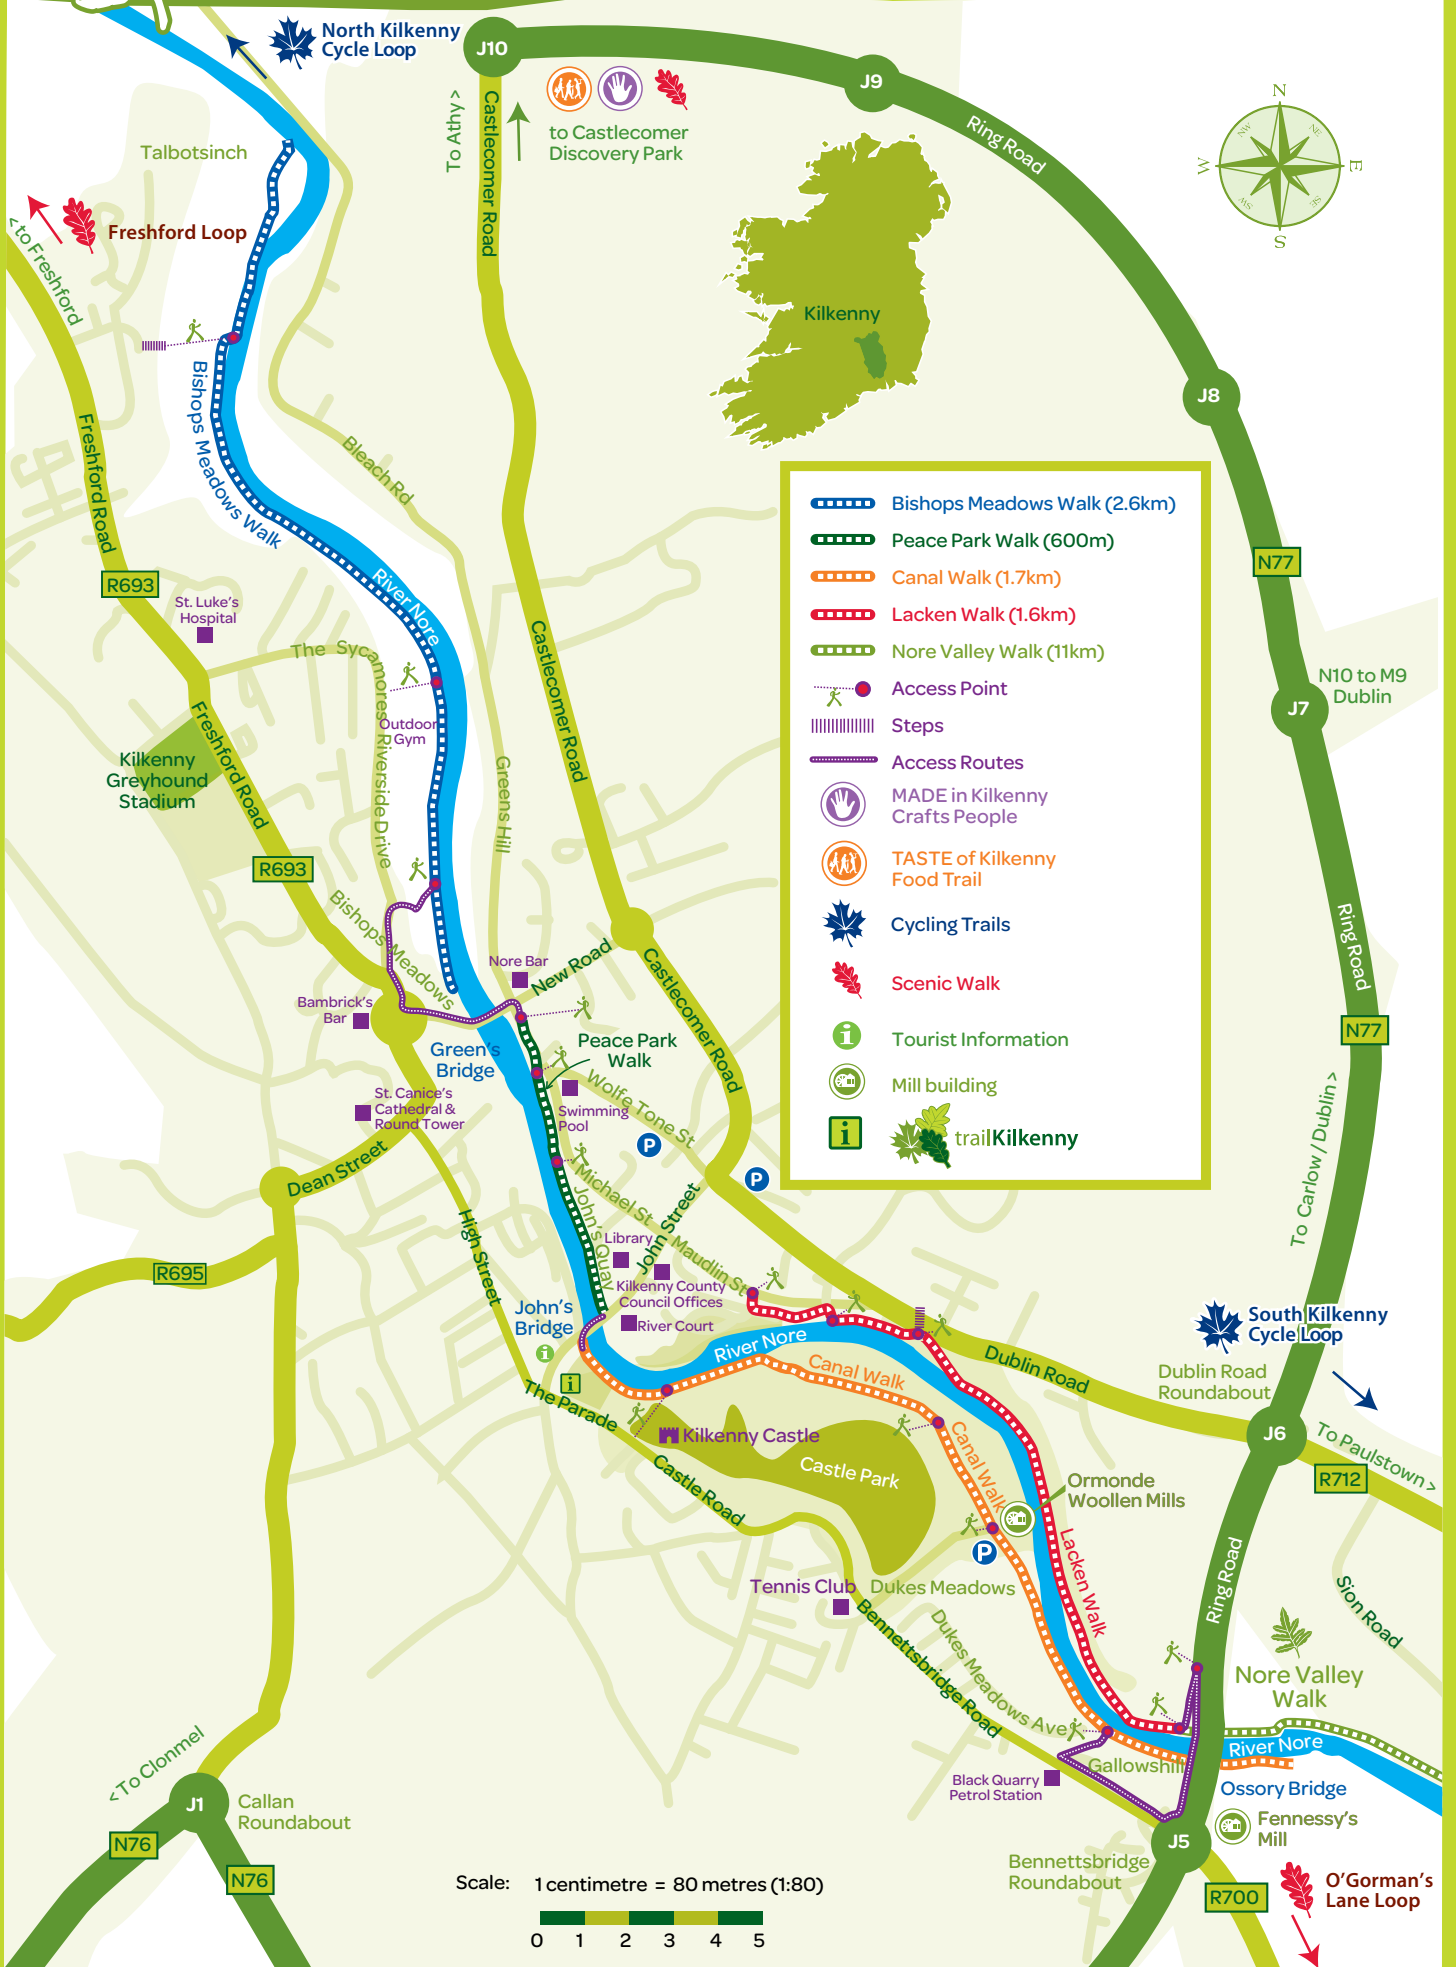 North Kilkenny
Cycle Loop
J10
J9
Ring Road
N
NW
NE
W
E
SW
SE
S
To Athy >
Castlecomer Road
to Castlecomer
Discovery Park
Talbotsinch
< to Freshford
Freshford Loop
Kilkenny
Bishops Meadows Walk
Freshford Road
Bleach Rd
J8
Bishops Meadows Walk (2.6km)
Peace Park Walk (600m)
Canal Walk (1.7km)
Lacken Walk (1.6km)
Nore Valley Walk (11km)
Access Point
Steps
Access Routes
MADE in Kilkenny
Crafts People
TASTE of Kilkenny
Food Trail
Cycling Trails
Scenic Walk
i
Tourist Information
Mill building
i
trailKilkenny
N77
R693
St. Luke's
Hospital
River Nore
The Sycamores
Riverside Drive
Castlecomer Road
N10 to M9
Dublin
J7
Outdoor
Gym
Freshford Road
Kilkenny
Greyhound
Stadium
Greens Hill
R693
Bishops Meadows
Ring Road
Nore Bar
New Road
Castlecomer Road
Bambrick's
Bar
N77
Green's
Bridge
Peace Park
Walk
Wolfe Tone St
Swimming
Pool
St. Canice's
Cathedral &
Round Tower
P
P
To Carlow / Dublin >
Dean Street
Michael St
John's Quay
John Street
High Street
Library
Maudlin St
R695
Kilkenny County
Council Offices
River Court
John's
Bridge
i
i
River Nore
Canal Walk
Dublin Road
South Kilkenny
Cycle Loop
Dublin Road
Roundabout
The Parade
Kilkenny Castle
Castle Park
Castle Road
Canal Walk
J6
To Paulstown >
R712
Ormonde
Woollen Mills
P
Lacken Walk
Tennis Club
Dukes Meadows
Ring Road
Sion Road
Bennettsbridge Road
Dukes Meadows Ave
Nore Valley
Walk
River Nore
Gallowshill
Black Quarry
Petrol Station
Ossory Bridge
< To Clonmel
J1
Callan
Roundabout
N76
N76
J5
Fennessy's
Mill
Bennettsbridge
Roundabout
R700
O'Gorman's
Lane Loop
Scale: 1 centimetre = 80 metres (1:80)
0 1 2 3 4 5